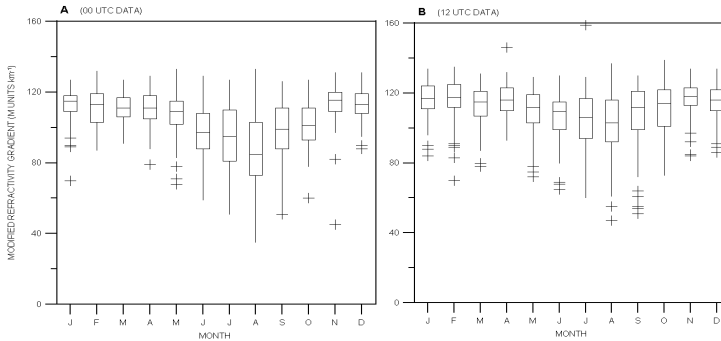 A (00 UTC DATA)
MODIFIED REFRACTIVITY GRADIENT (M UNITS km⁻¹)
160
120
80
40
0
J F M A M J J A S O N D
MONTH
B (12 UTC DATA)
160
120
80
40
0
J F M A M J J A S O N D
MONTH